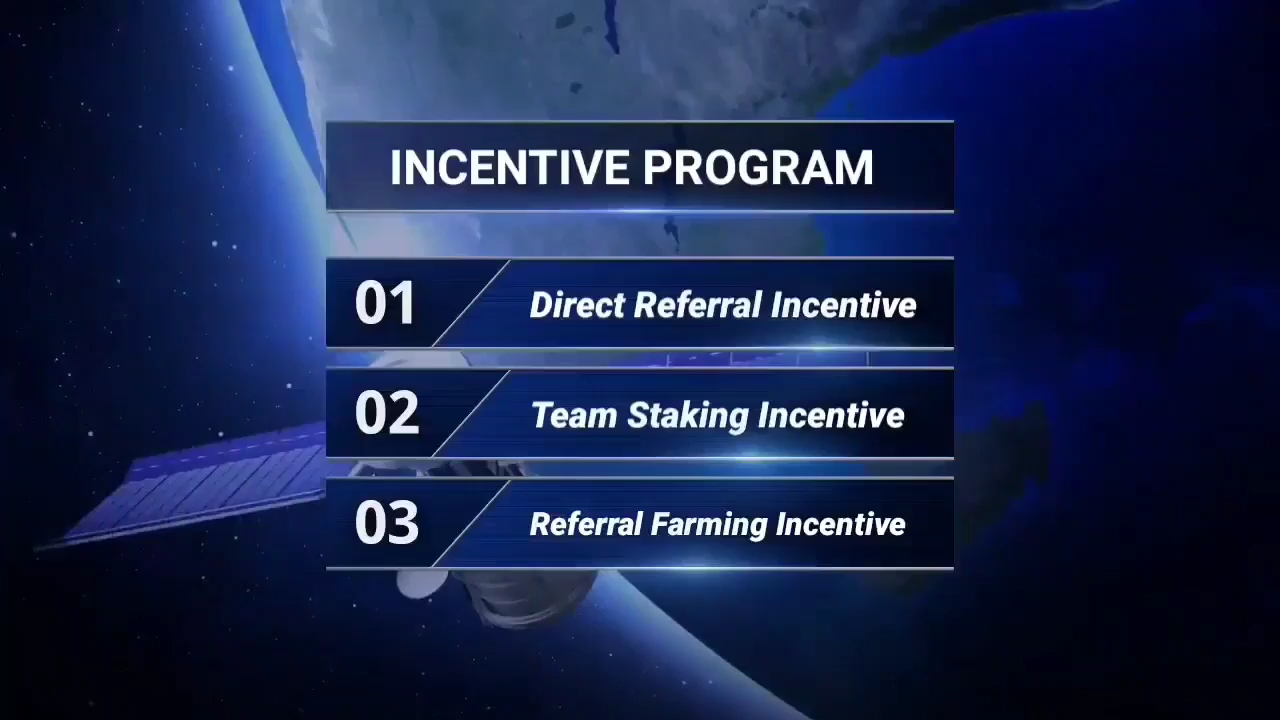 INCENTIVE PROGRAM
01 Direct Referral Incentive
02 Team Staking Incentive
03 Referral Farming Incentive